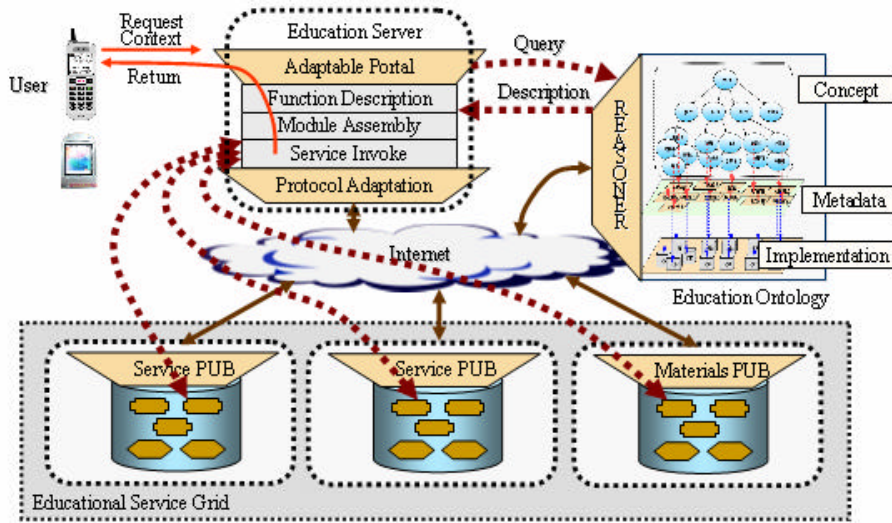 Request
Context
Return
User
Education Server
Adaptable Portal
Function Description
Module Assembly
Service Invoke
Protocol Adaptation
Query
Description
REASONER
Concept
Metadata
Implementation
Education Ontology
Internet
Service PUB
Service PUB
Materials PUB
Educational Service Grid